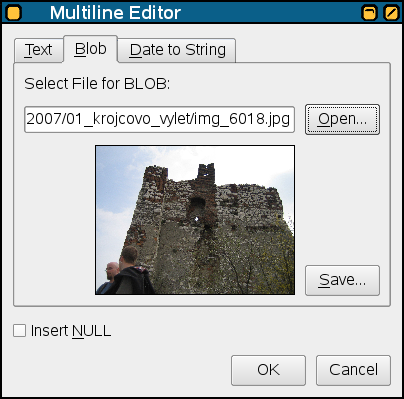 Multiline Editor
Text Blob Date to String
Select File for BLOB:
2007/01_krojcovo_vylet/img_6018.jpg Open...
Save...
Insert NULL
OK Cancel